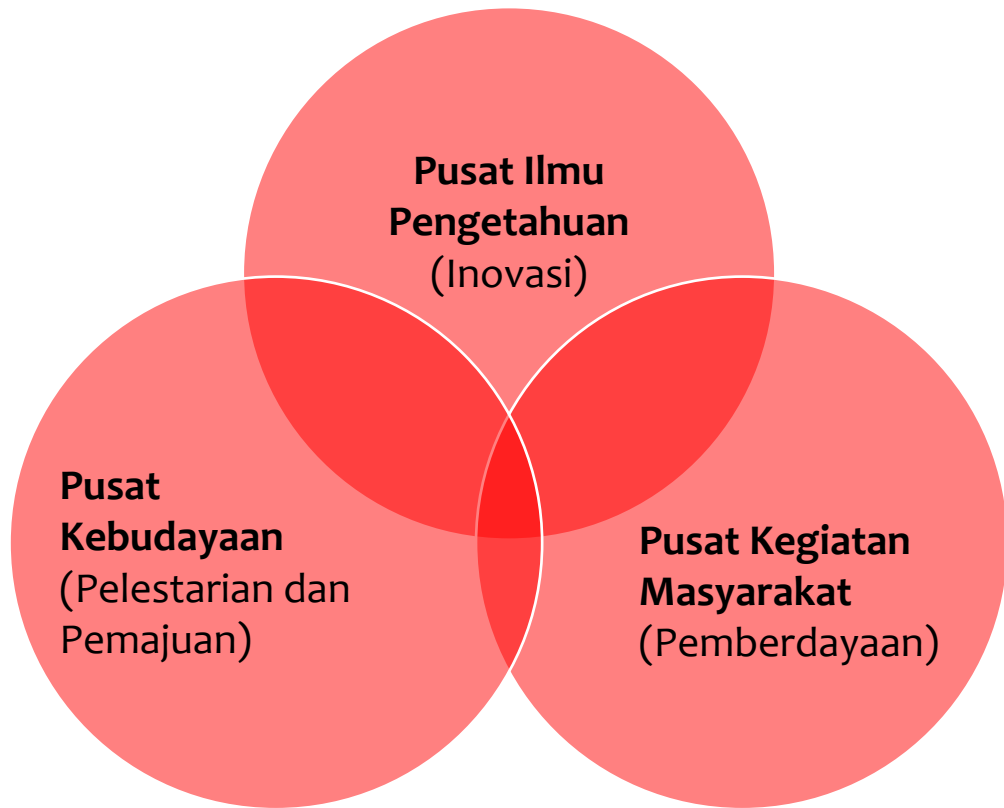 Pusat Ilmu
Pengetahuan
(Inovasi)
Pusat
Kebudayaan
(Pelestarian dan
Pemajuan)
Pusat Kegiatan
Masyarakat
(Pemberdayaan)